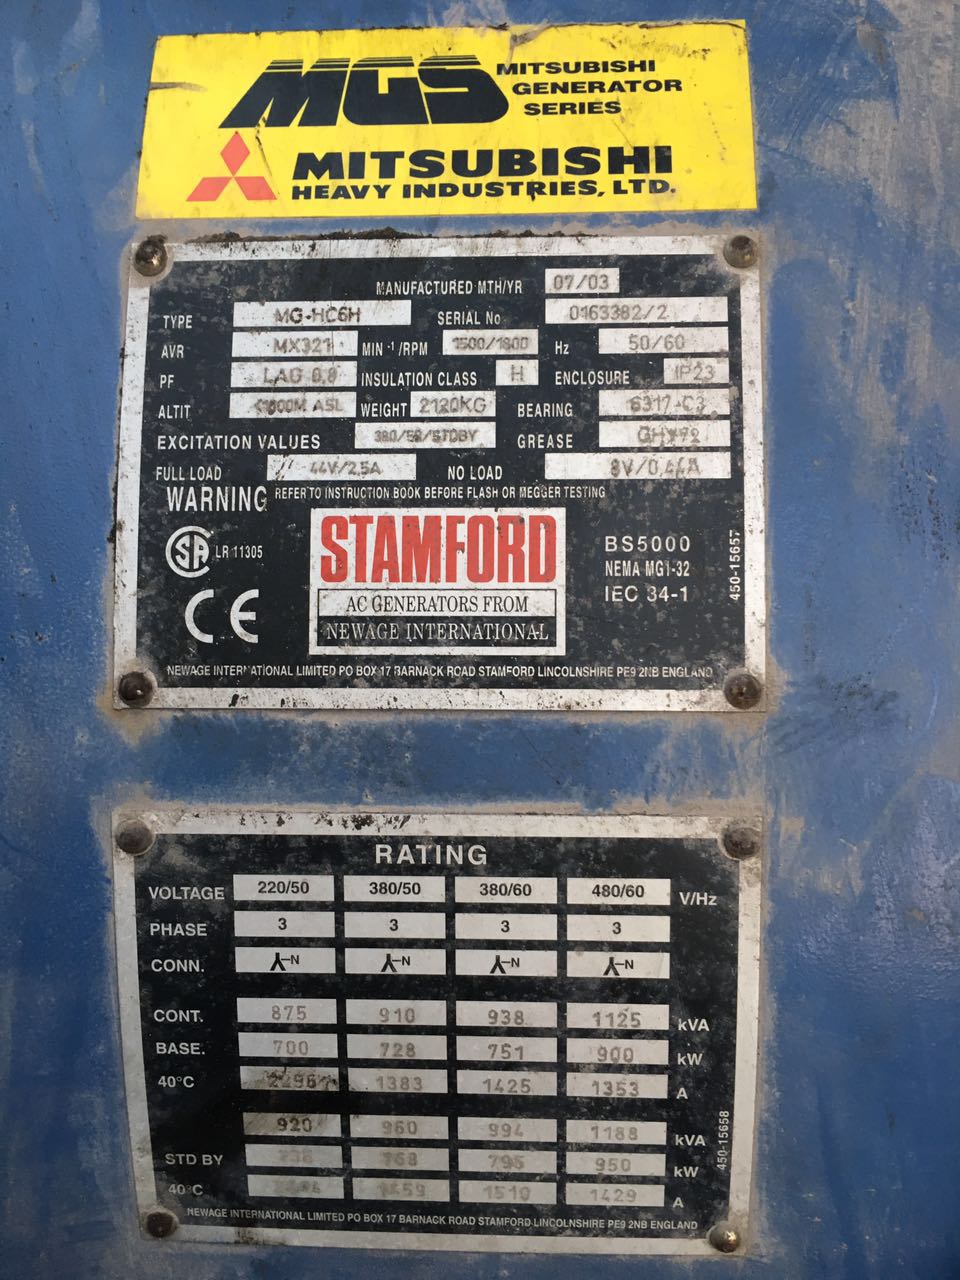 MGS MITSUBISHI
GENERATOR
SERIES
MITSUBISHI
HEAVY INDUSTRIES, LTD.
MANUFACTURED MTH/YR 07/03
TYPE MG-HC6H SERIAL No 0163382/2
AVR MX321 MIN -1 /RPM 1500/1800 Hz 50/60
PF LAG 0,8 INSULATION CLASS H ENCLOSURE IP23
ALTIT ASL WEIGHT 2120KG BEARING 6317-C3
EXCITATION VALUES 380/50/STDBY GREASE
FULL LOAD 44V/2,5A NO LOAD 8V/0,44A
WARNING REFER TO INSTRUCTION BOOK BEFORE FLASH OR MEGGER TESTING
SA LR 11305
CE
STAMFORD
AC GENERATORS FROM
NEWAGE INTERNATIONAL
BS5000
NEMA MG1-32
IEC 34-1
450-15657
NEWAGE INTERNATIONAL LIMITED PO BOX 17 BARNACK ROAD STAMFORD LINCOLNSHIRE PE9 2NB ENGLAND
RATING
VOLTAGE 220/50 380/50 380/60 480/60 V/Hz
PHASE 3 3 3 3
CONN. N N N N
CONT. 875 910 938 1125 kVA
BASE. 700 728 751 900 kW
40°C 2296 1383 1425 1353 A
920 960 994 1188 kVA
STD BY 768 795 950 kW
40°C 1459 1510 1429 A
450-15658
NEWAGE INTERNATIONAL LIMITED PO BOX 17 BARNACK ROAD STAMFORD LINCOLNSHIRE PE9 2NB ENGLAND